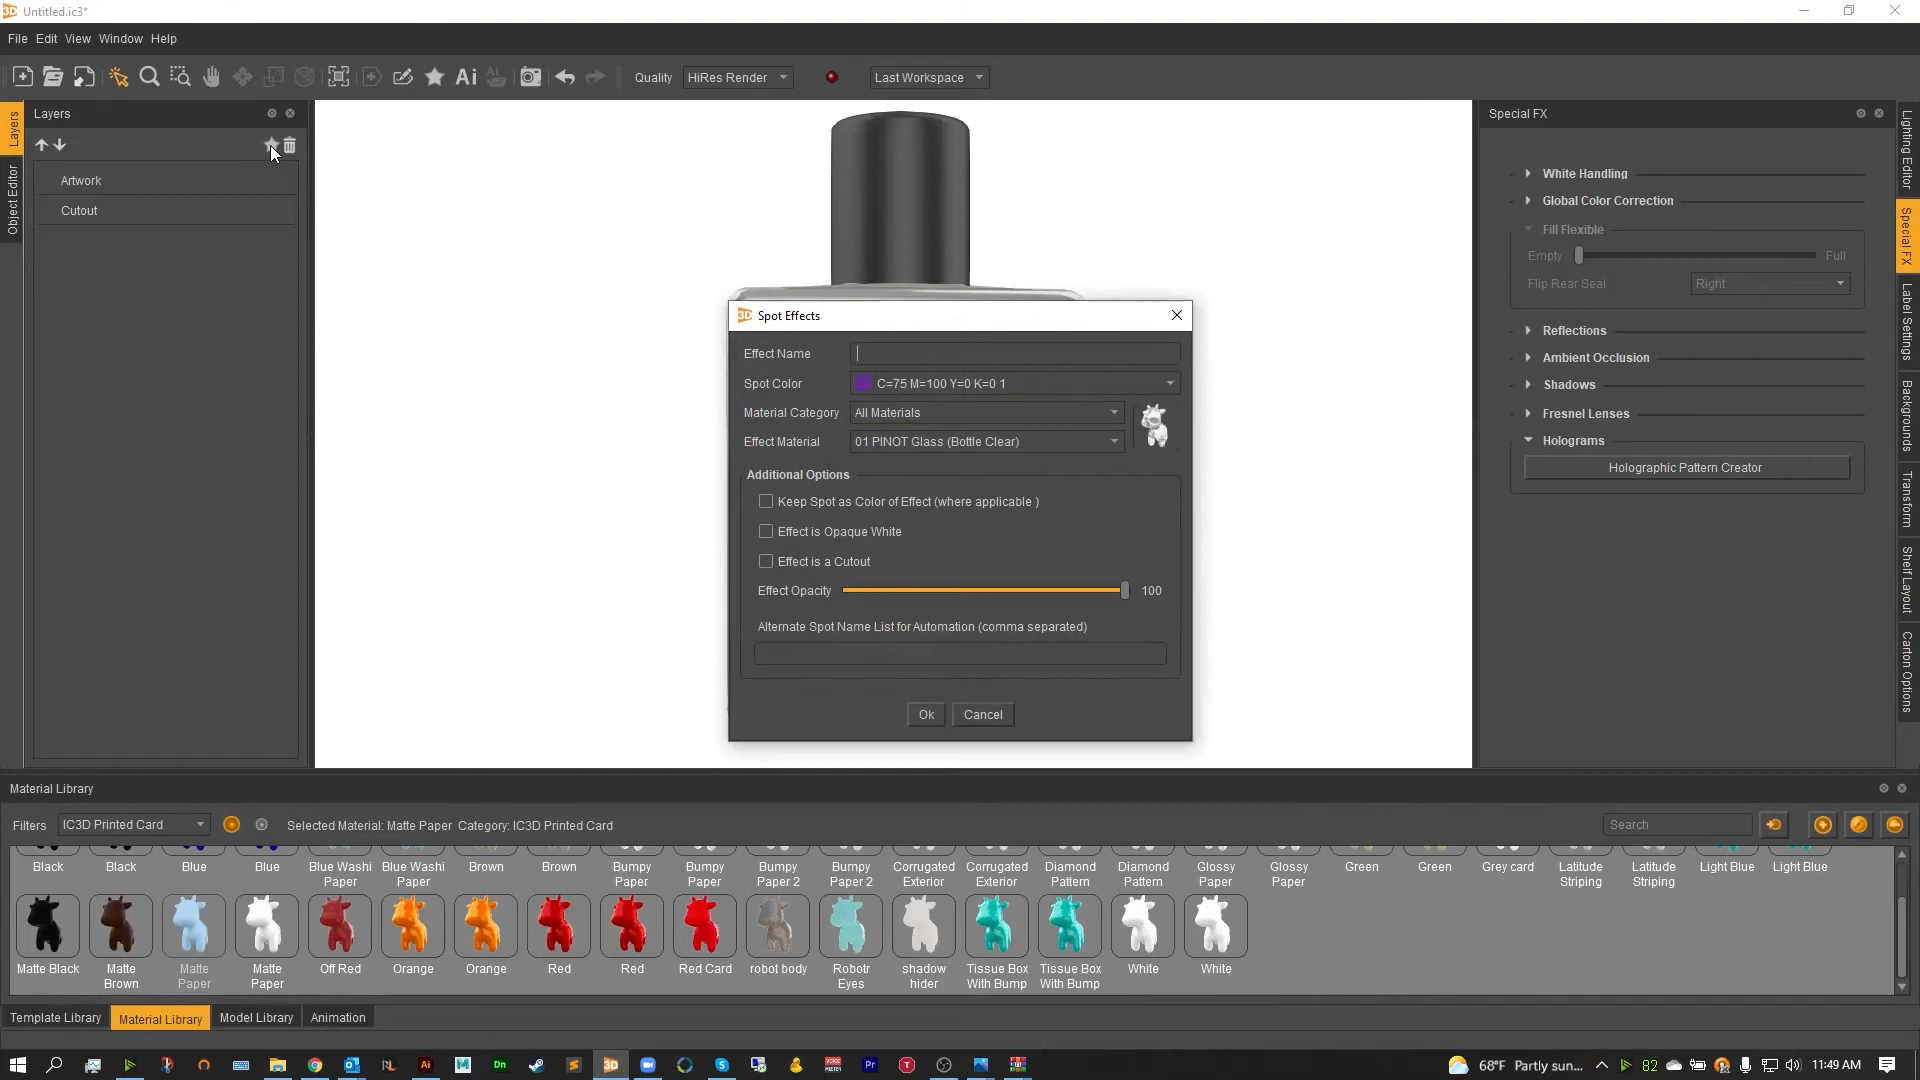 Untitled.ic3*
File Edit View Window Help
Quality HiRes Render Last Workspace
Layers
Artwork
Cutout
Layers
Object Editor
Spot Effects
Effect Name
Spot Color C=75 M=100 Y=0 K=0 1
Material Category All Materials
Effect Material 01 PINOT Glass (Bottle Clear)
Additional Options
Keep Spot as Color of Effect (where applicable )
Effect is Opaque White
Effect is a Cutout
Effect Opacity 100
Alternate Spot Name List for Automation (comma separated)
Ok Cancel
Special FX
White Handling
Global Color Correction
Fill Flexible
Empty Full
Flip Rear Seal Right
Reflections
Ambient Occlusion
Shadows
Fresnel Lenses
Holograms
Holographic Pattern Creator
Lighting Editor
Special FX
Label Settings
Backgrounds
Transform
Shelf Layout
Carton Options
Material Library
Filters IC3D Printed Card Selected Material: Matte Paper Category: IC3D Printed Card Search
Black Black Blue Blue Blue Washi Paper Blue Washi Paper Brown Brown Bumpy Paper Bumpy Paper Bumpy Paper 2 Bumpy Paper 2 Corrugated Exterior Corrugated Exterior Diamond Pattern Diamond Pattern Glossy Paper Glossy Paper Green Green Grey card Latitude Striping Latitude Striping Light Blue Light Blue
Matte Black Matte Brown Matte Paper Matte Paper Off Red Orange Orange Red Red Red Card robot body Robotr Eyes shadow hider Tissue Box With Bump Tissue Box With Bump White White
Template Library Material Library Model Library Animation
68°F Partly sun... 82 11:49 AM